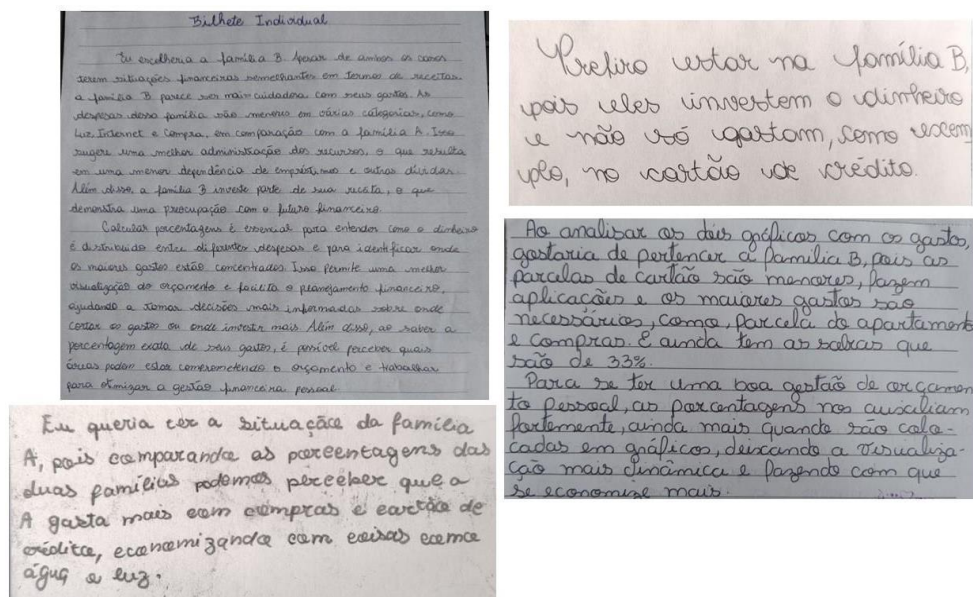 Bilhete Individual
Eu escolheria a família B Apesar de ambos os casos
terem situações financeiras semelhantes em termos de receitas
a família B parece ser mais cuidadosa com seus gastos. As
despesas dessa família são menores em várias categorias, como
Luz Internet e Compra, em comparação com a família A. Isso
sugere uma melhor administração dos recursos, o que resulta
em uma menor dependência de empréstimos e outras dívidas.
Além disso, a família B investe parte de sua receita, o que
demonstra uma preocupação com o futuro financeiro.
Calcular porcentagens é essencial para entender como o dinheiro
é distribuido entre diferentes despesas e para identificar onde
os maiores gastos estão concentrados Isso permite uma melhor
visualização do orçamento e facilita o planejamento financeiro,
ajudando a tomar decisões mais informadas sobre onde
cortar os gastos ou onde investir mais. Além disso, ao saber a
porcentagem exata de seus gastos, é possível perceber quais
áreas podem estar comprometendo o orçamento e trabalhar
para otimizar a gestão financeira pessoal
Prefiro estar na família B,
pois eles investem o dinheiro
e não só gastam, como exem
plo, no cartão de crédito.
Ao analisar os dois gráficos com os gastos,
gostaria de pertencer à família B, pois as
parcelas de cartão são menores, fazem
aplicações e os maiores gastos são
necessários, como, parcela do apartament
e compras. E ainda tem as sobras que
são de 33%.
Para se ter uma boa gestão de orçamen
to pessoal, as porcentagens nos auxiliam
fortemente, ainda mais quando são colo-
cadas em gráficos, deixando a visualiza-
ção mais dinâmica e fazendo com que
se economize mais.
Eu queria ter a situação da família
A, pois comparando as porcentagens das
duas famílias podemos perceber que a
A gasta mais com compras e cartão de
crédito, economizando com coisas como
água e luz.